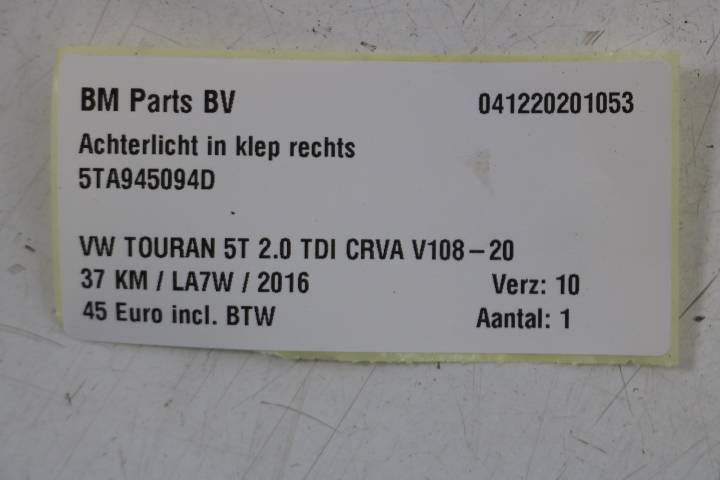 BM Parts BV 041220201053
Achterlicht in klep rechts
5TA945094D
VW TOURAN 5T 2.0 TDI CRVA V108-20
37 KM / LA7W / 2016 Verz: 10
45 Euro incl. BTW Aantal: 1